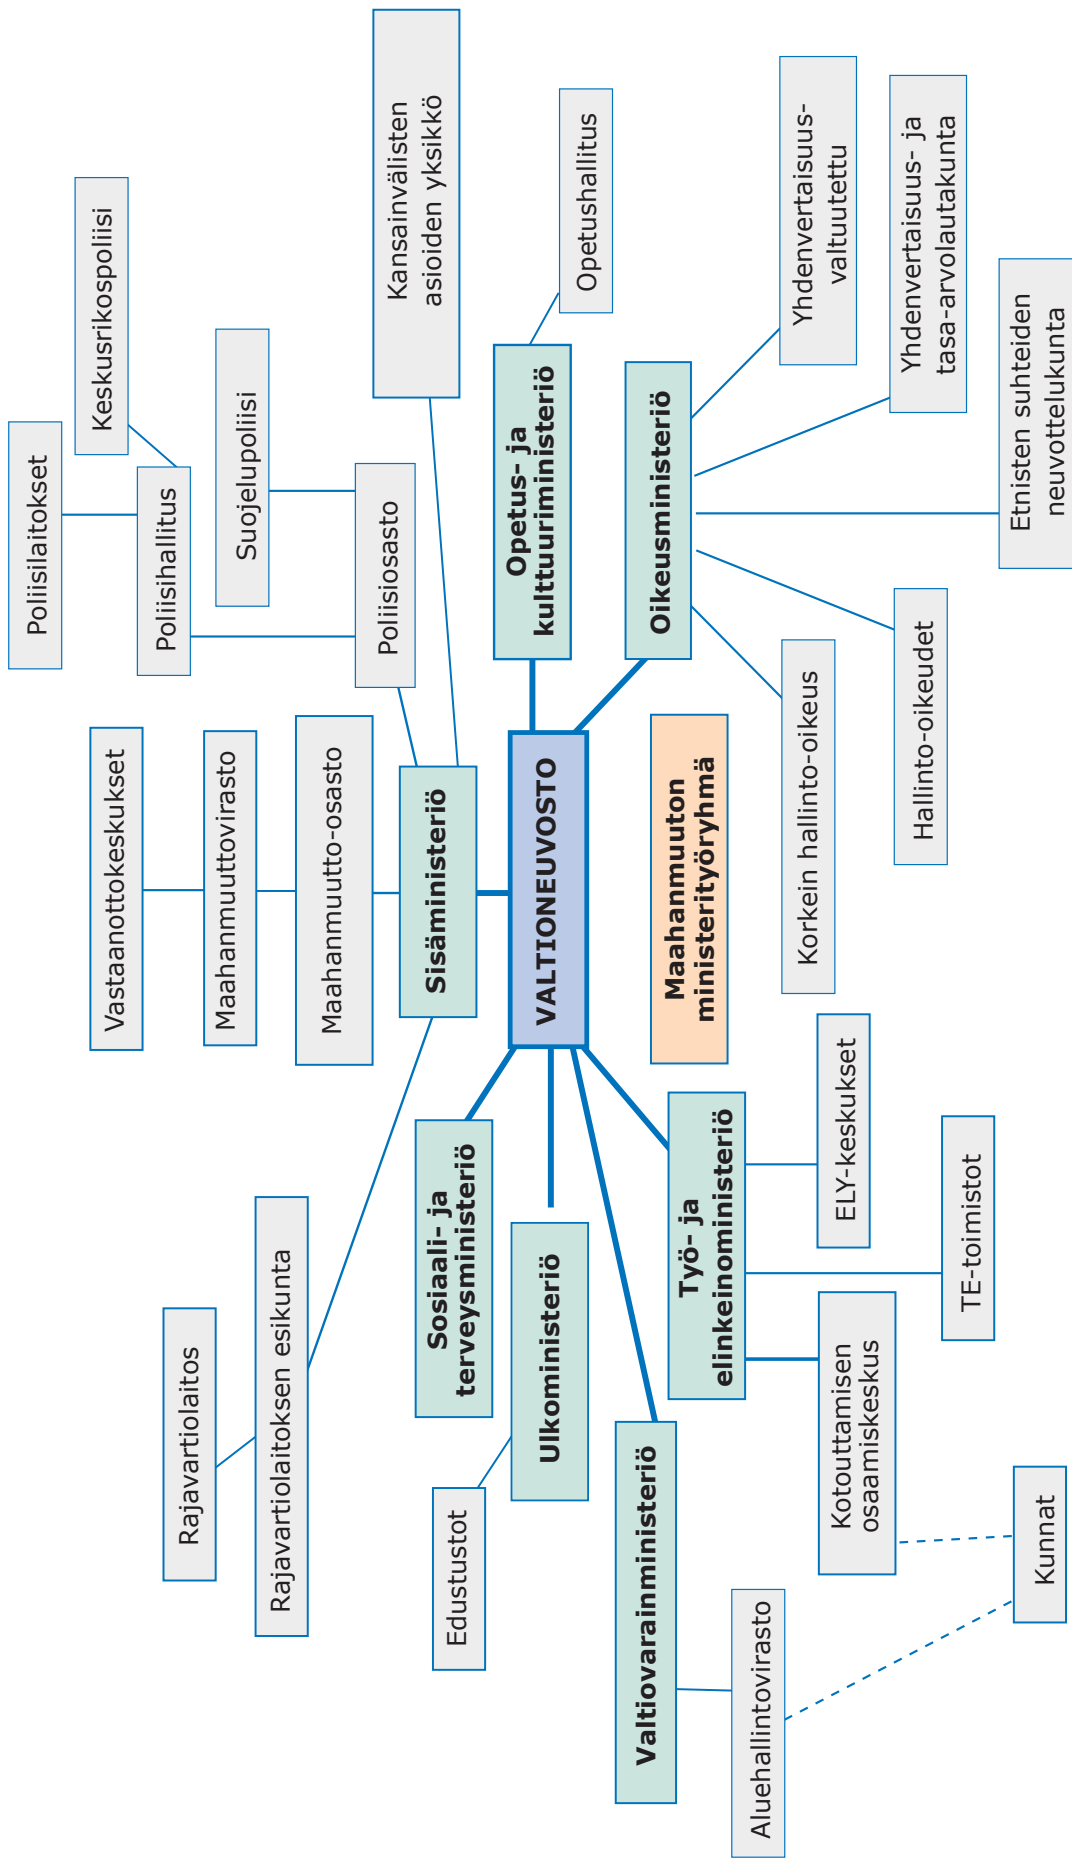 Poliisilaitokset
Keskusrikospoliisi
Vastaanottokeskukset
Poliisihallitus
Rajavartiolaitos
Maahanmuuttovirasto
Suojelupoliisi
Rajavartiolaitoksen esikunta
Maahanmuutto-osasto
Poliisiosasto
Kansainvälisten
asioiden yksikkö
Sisäministeriö
Sosiaali- ja
terveysministeriö
Edustustot
Opetus- ja
kulttuuriministeriö
Opetushallitus
Ulkoministeriö
VALTIONEUVOSTO
Valtiovarainministeriö
Oikeusministeriö
Maahanmuuton
ministerityöryhmä
Työ- ja
elinkeinoministeriö
Aluehallintovirasto
Korkein hallinto-oikeus
Yhdenvertaisuus-
valtuutettu
Kotouttamisen
osaamiskeskus
ELY-keskukset
Hallinto-oikeudet
Yhdenvertaisuus- ja
tasa-arvolautakunta
TE-toimistot
Etnisten suhteiden
neuvottelukunta
Kunnat